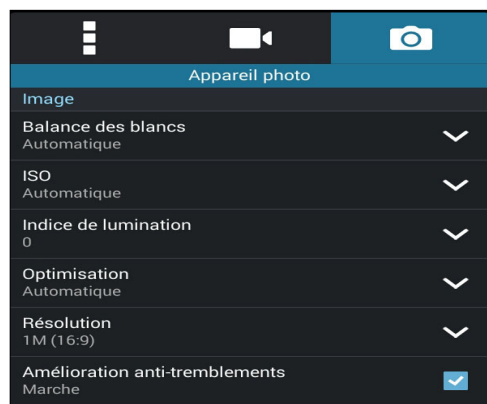 Appareil photo
Image
Balance des blancs
Automatique
ISO
Automatique
Indice de lumination
0
Optimisation
Automatique
Résolution
1M (16:9)
Amélioration anti-tremblements
Marche